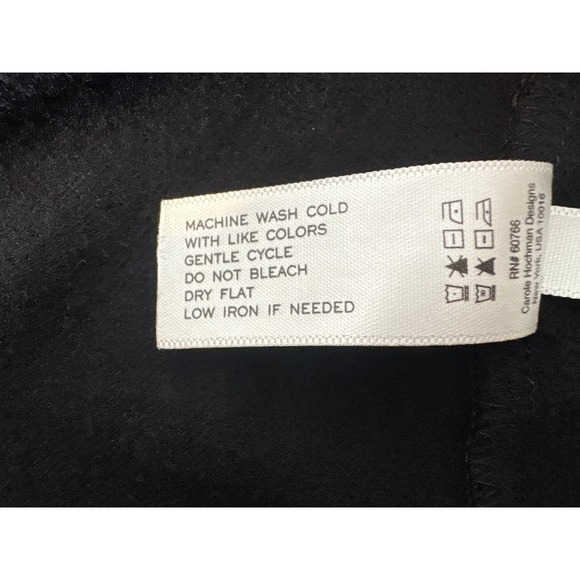 MACHINE WASH COLD
WITH LIKE COLORS
GENTLE CYCLE
DO NOT BLEACH
DRY FLAT
LOW IRON IF NEEDED
RN# 60766
Carole Hochman Designs
New York, USA 10016